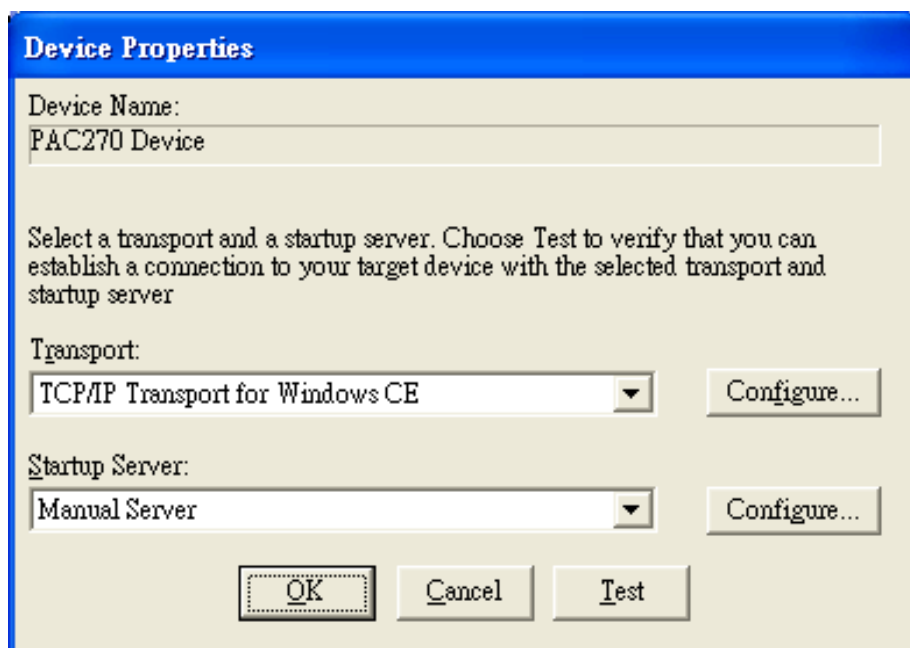 Device Properties
Device Name:
PAC270 Device
Select a transport and a startup server. Choose Test to verify that you can
establish a connection to your target device with the selected transport and
startup server
Transport:
TCP/IP Transport for Windows CE
Configure...
Startup Server:
Manual Server
Configure...
OK
Cancel
Test